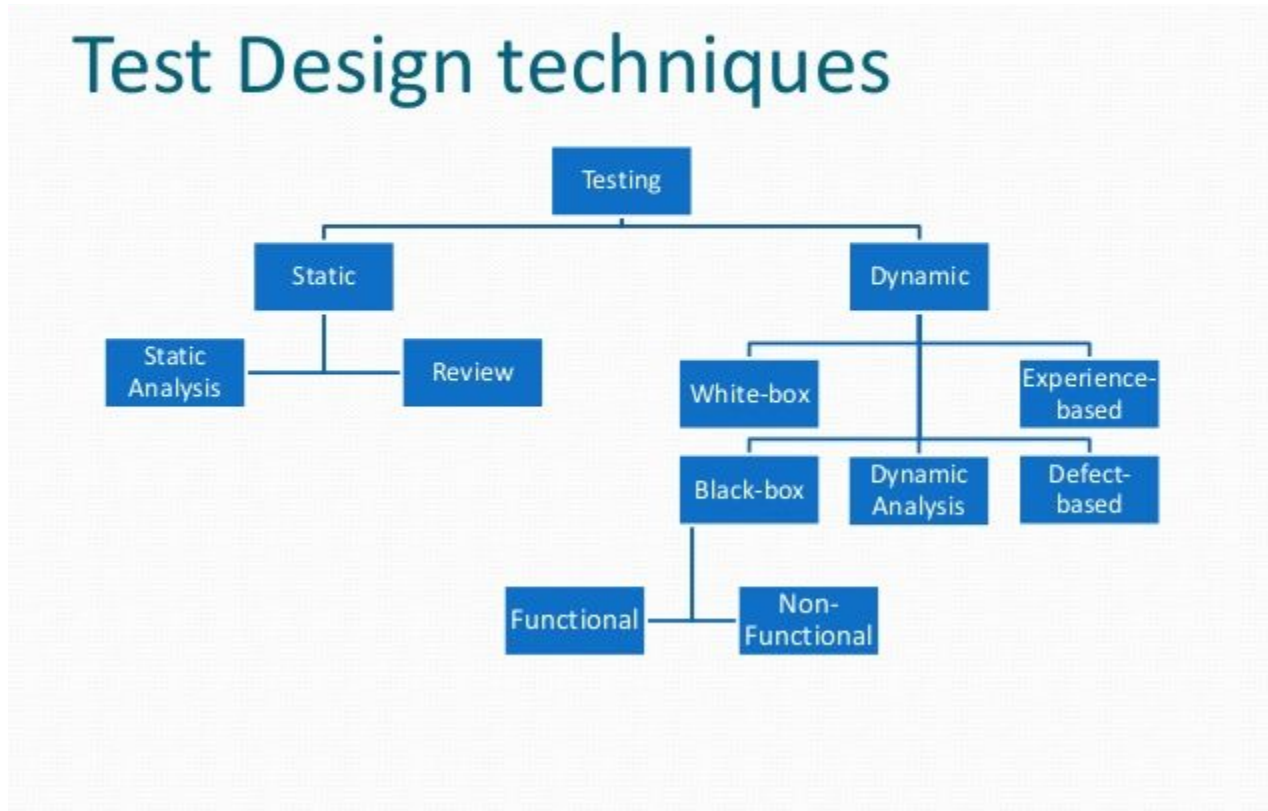 Test Design techniques
Testing
Static
Dynamic
Static
Analysis
Review
White-box
Experience-
based
Black-box
Dynamic
Analysis
Defect-
based
Functional
Non-
Functional